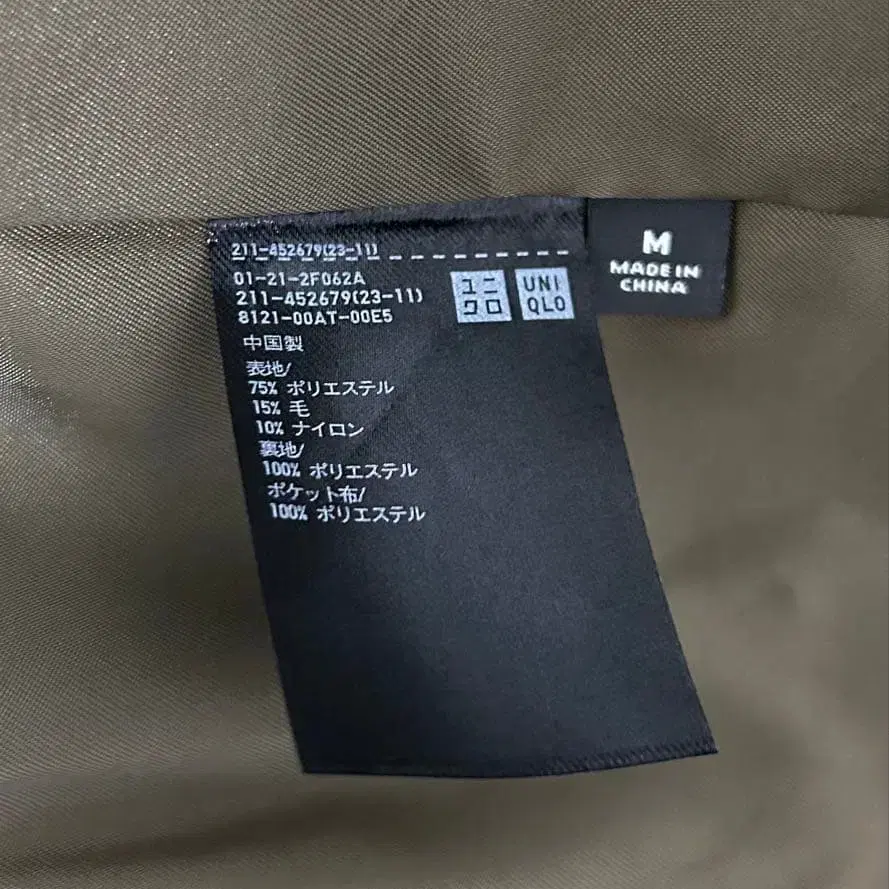 211-452679(23-11)
01-21-2F062A
211-452679(23-11)
8121-00AT-00E5
ユニ
クロ
UNI
QLO
中国製
表地/
75% ポリエステル
15% 毛
10% ナイロン
裏地/
100% ポリエステル
ポケット布/
100% ポリエステル
M
MADE IN
CHINA